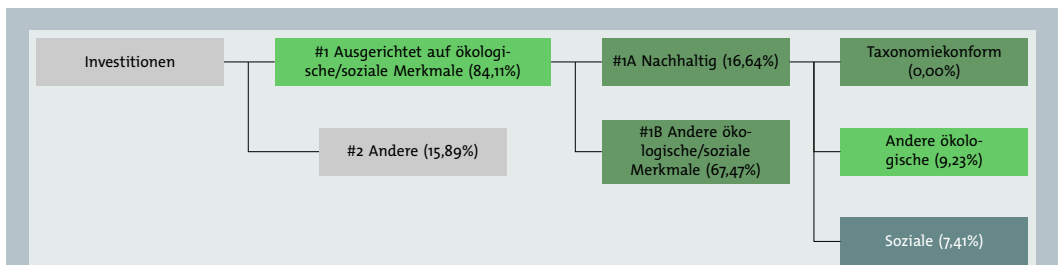 Investitionen
#1 Ausgerichtet auf ökologi-
sche/soziale Merkmale (84,11%)
#1A Nachhaltig (16,64%)
Taxonomiekonform
(0,00%)
#2 Andere (15,89%)
#1B Andere öko-
logische/soziale
Merkmale (67,47%)
Andere ökolo-
gische (9,23%)
Soziale (7,41%)